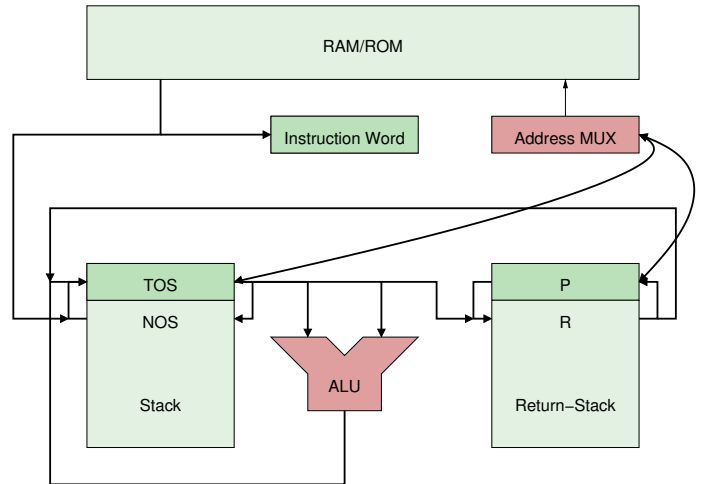 RAM/ROM
Instruction Word
Address MUX
TOS
P
NOS
R
ALU
Stack
Return−Stack